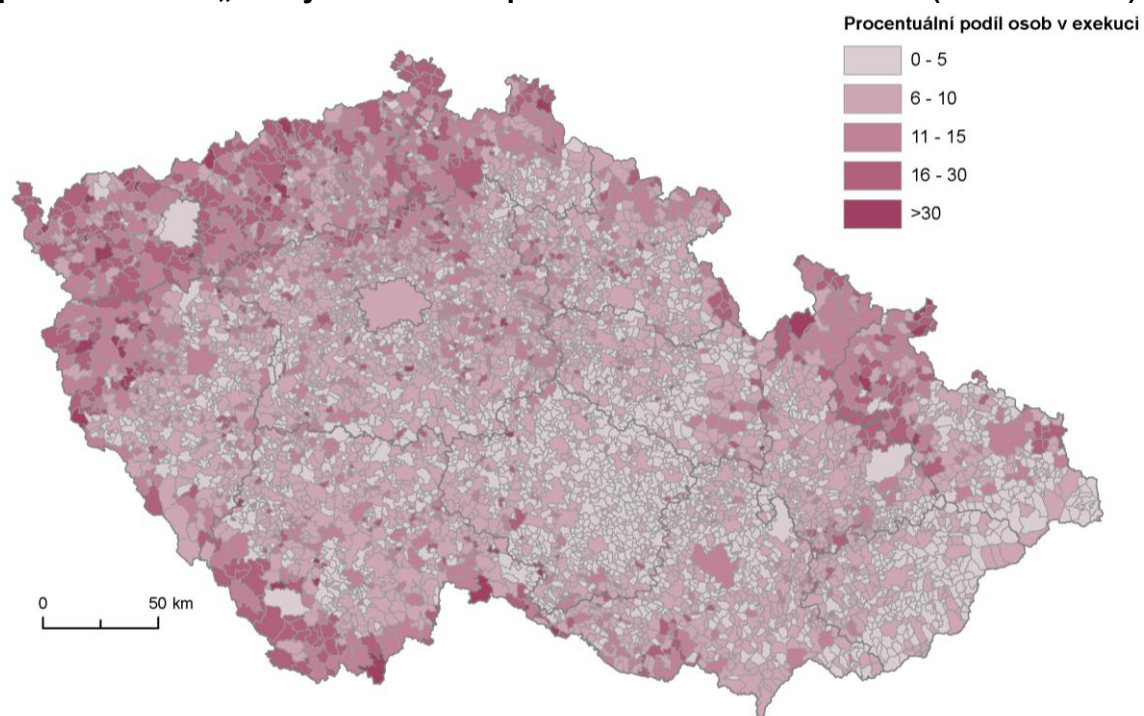 Procentuální podíl osob v exekuci
0 - 5
6 - 10
11 - 15
16 - 30
>30
0 50 km